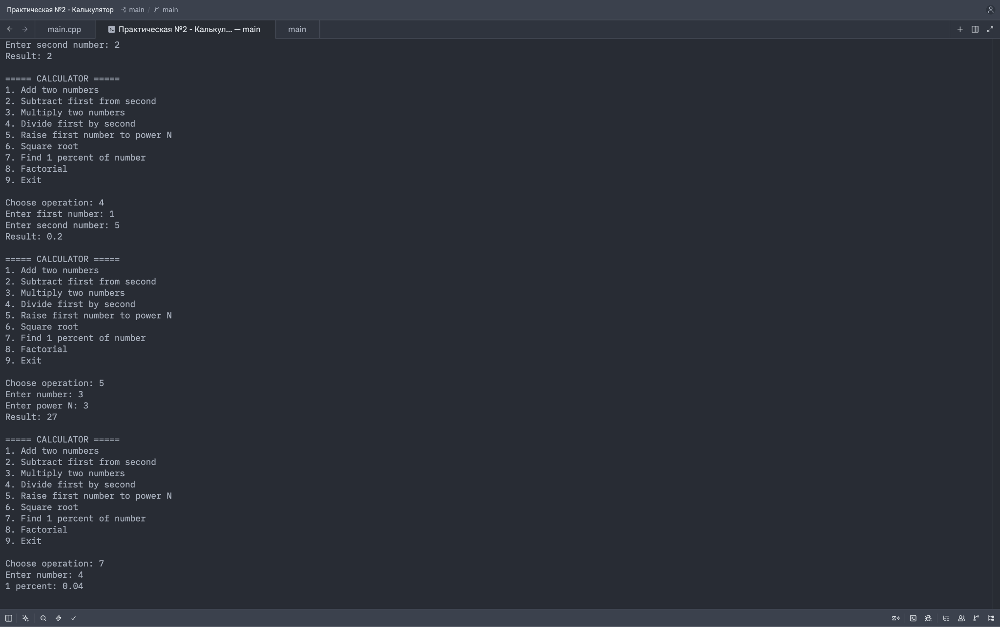 Практическая №2 - Калькулятор main / main
main.cpp Практическая №2 - Калькул... — main main
Enter second number: 2
Result: 2
===== CALCULATOR =====
1. Add two numbers
2. Subtract first from second
3. Multiply two numbers
4. Divide first by second
5. Raise first number to power N
6. Square root
7. Find 1 percent of number
8. Factorial
9. Exit
Choose operation: 4
Enter first number: 1
Enter second number: 5
Result: 0.2
===== CALCULATOR =====
1. Add two numbers
2. Subtract first from second
3. Multiply two numbers
4. Divide first by second
5. Raise first number to power N
6. Square root
7. Find 1 percent of number
8. Factorial
9. Exit
Choose operation: 5
Enter number: 3
Enter power N: 3
Result: 27
===== CALCULATOR =====
1. Add two numbers
2. Subtract first from second
3. Multiply two numbers
4. Divide first by second
5. Raise first number to power N
6. Square root
7. Find 1 percent of number
8. Factorial
9. Exit
Choose operation: 7
Enter number: 4
1 percent: 0.04